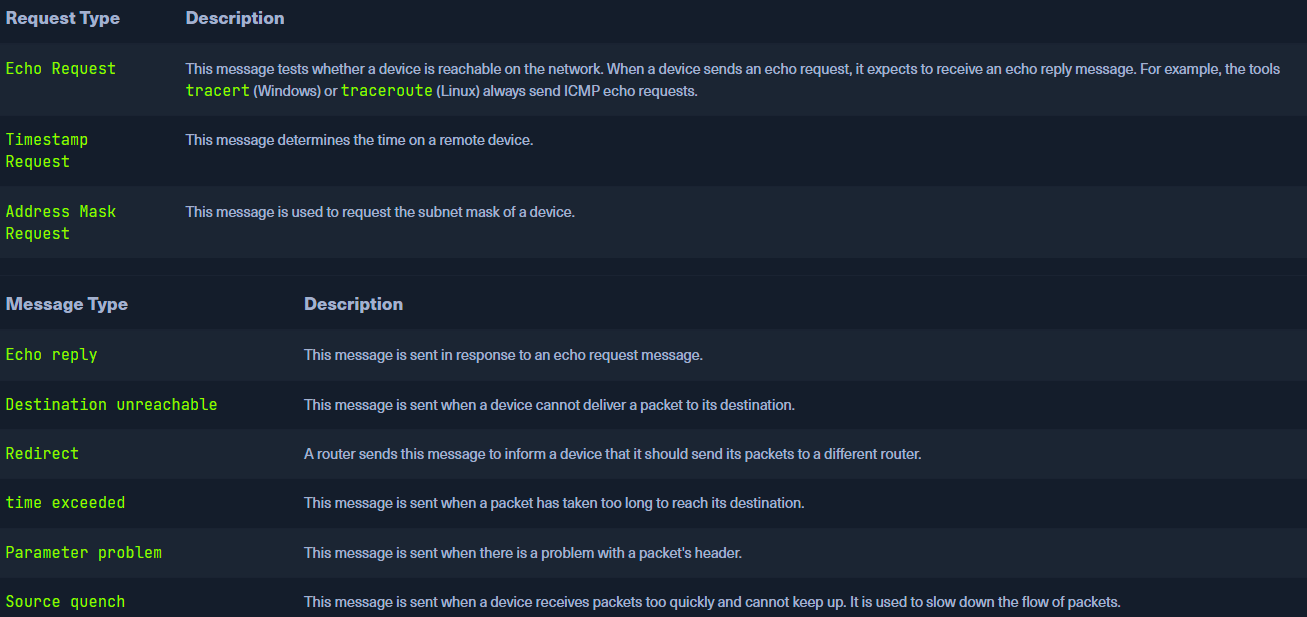 Request Type Description
Echo Request This message tests whether a device is reachable on the network. When a device sends an echo request, it expects to receive an echo reply message. For example, the tools
tracert (Windows) or traceroute (Linux) always send ICMP echo requests.
Timestamp This message determines the time on a remote device.
Request
Address Mask This message is used to request the subnet mask of a device.
Request
Message Type Description
Echo reply This message is sent in response to an echo request message.
Destination unreachable This message is sent when a device cannot deliver a packet to its destination.
Redirect A router sends this message to inform a device that it should send its packets to a different router.
time exceeded This message is sent when a packet has taken too long to reach its destination.
Parameter problem This message is sent when there is a problem with a packet's header.
Source quench This message is sent when a device receives packets too quickly and cannot keep up. It is used to slow down the flow of packets.